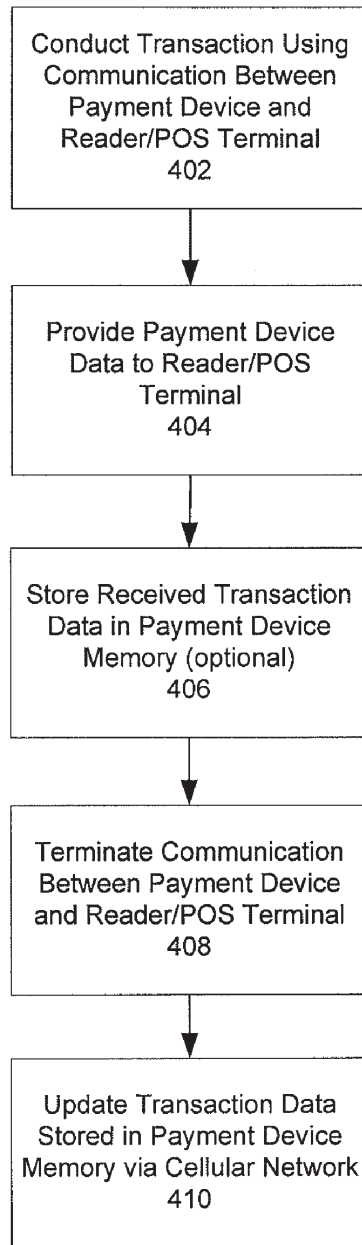 Conduct Transaction Using
Communication Between
Payment Device and
Reader/POS Terminal
402
Provide Payment Device
Data to Reader/POS
Terminal
404
Store Received Transaction
Data in Payment Device
Memory (optional)
406
Terminate Communication
Between Payment Device
and Reader/POS Terminal
408
Update Transaction Data
Stored in Payment Device
Memory via Cellular Network
410